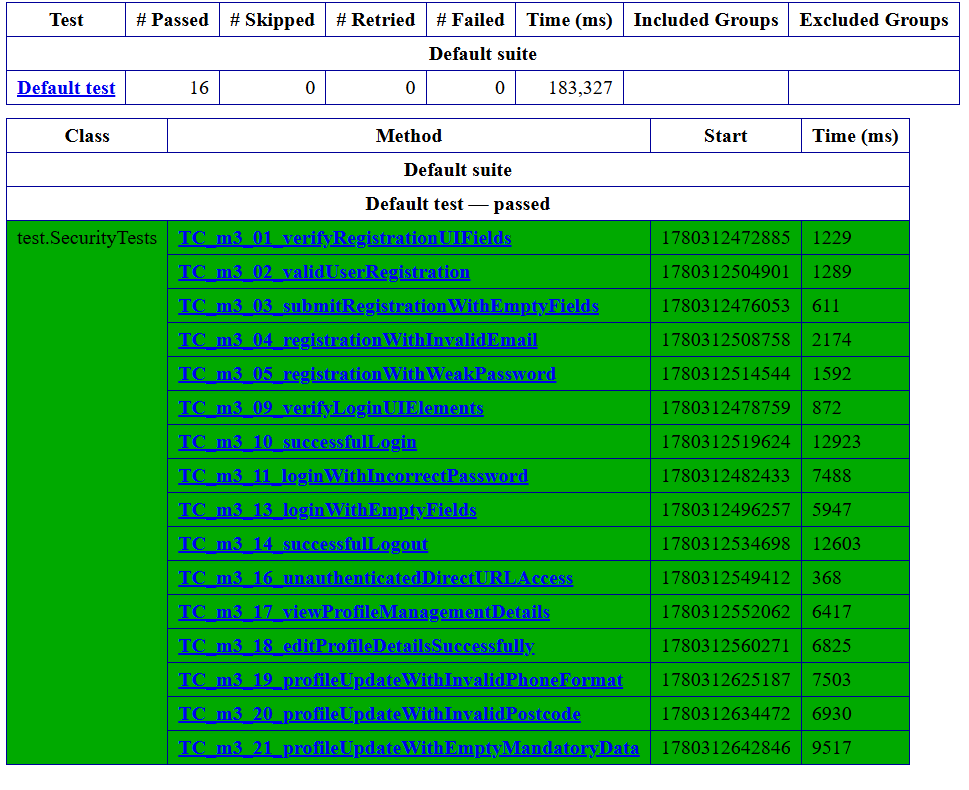 Test # Passed # Skipped # Retried # Failed Time (ms) Included Groups Excluded Groups
Default suite
Default test 16 0 0 0 183,327
Class Method Start Time (ms)
Default suite
Default test — passed
test.SecurityTests TC_m3_01_verifyRegistrationUIFields 1780312472885 1229
TC_m3_02_validUserRegistration 1780312504901 1289
TC_m3_03_submitRegistrationWithEmptyFields 1780312476053 611
TC_m3_04_registrationWithInvalidEmail 1780312508758 2174
TC_m3_05_registrationWithWeakPassword 1780312514544 1592
TC_m3_09_verifyLoginUIElements 1780312478759 872
TC_m3_10_successfulLogin 1780312519624 12923
TC_m3_11_loginWithIncorrectPassword 1780312482433 7488
TC_m3_13_loginWithEmptyFields 1780312496257 5947
TC_m3_14_successfulLogout 1780312534698 12603
TC_m3_16_unauthenticatedDirectURLAccess 1780312549412 368
TC_m3_17_viewProfileManagementDetails 1780312552062 6417
TC_m3_18_editProfileDetailsSuccessfully 1780312560271 6825
TC_m3_19_profileUpdateWithInvalidPhoneFormat 1780312625187 7503
TC_m3_20_profileUpdateWithInvalidPostcode 1780312634472 6930
TC_m3_21_profileUpdateWithEmptyMandatoryData 1780312642846 9517